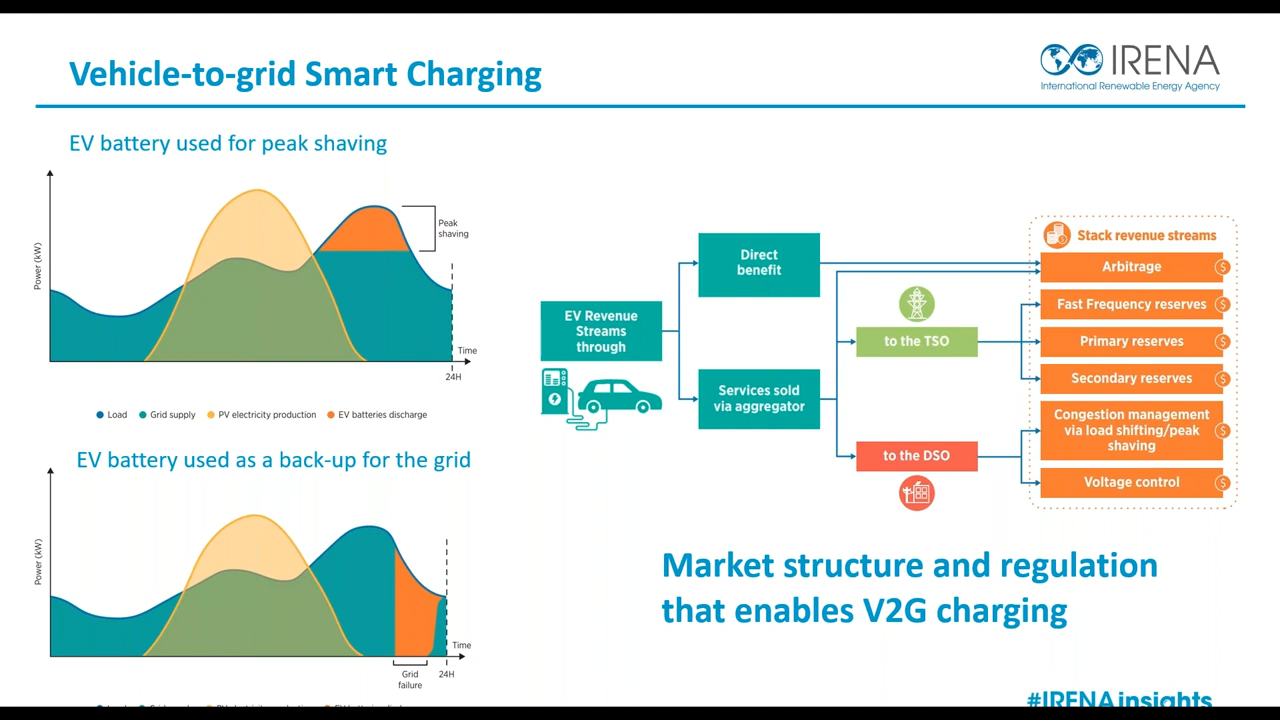 Vehicle-to-grid Smart Charging
IRENA
International Renewable Energy Agency
EV battery used for peak shaving
Power (kW)
Peak
shaving
Time
24H
Load
Grid supply
PV electricity production
EV batteries discharge
EV battery used as a back-up for the grid
Power (kW)
Time
Grid
failure
24H
EV Revenue
Streams
through
Direct
benefit
Services sold
via aggregator
to the TSO
to the DSO
Stack revenue streams
Arbitrage
$
Fast Frequency reserves
$
Primary reserves
$
Secondary reserves
$
Congestion management
via load shifting/peak
shaving
$
Voltage control
$
Market structure and regulation
that enables V2G charging
#IRENAinsights